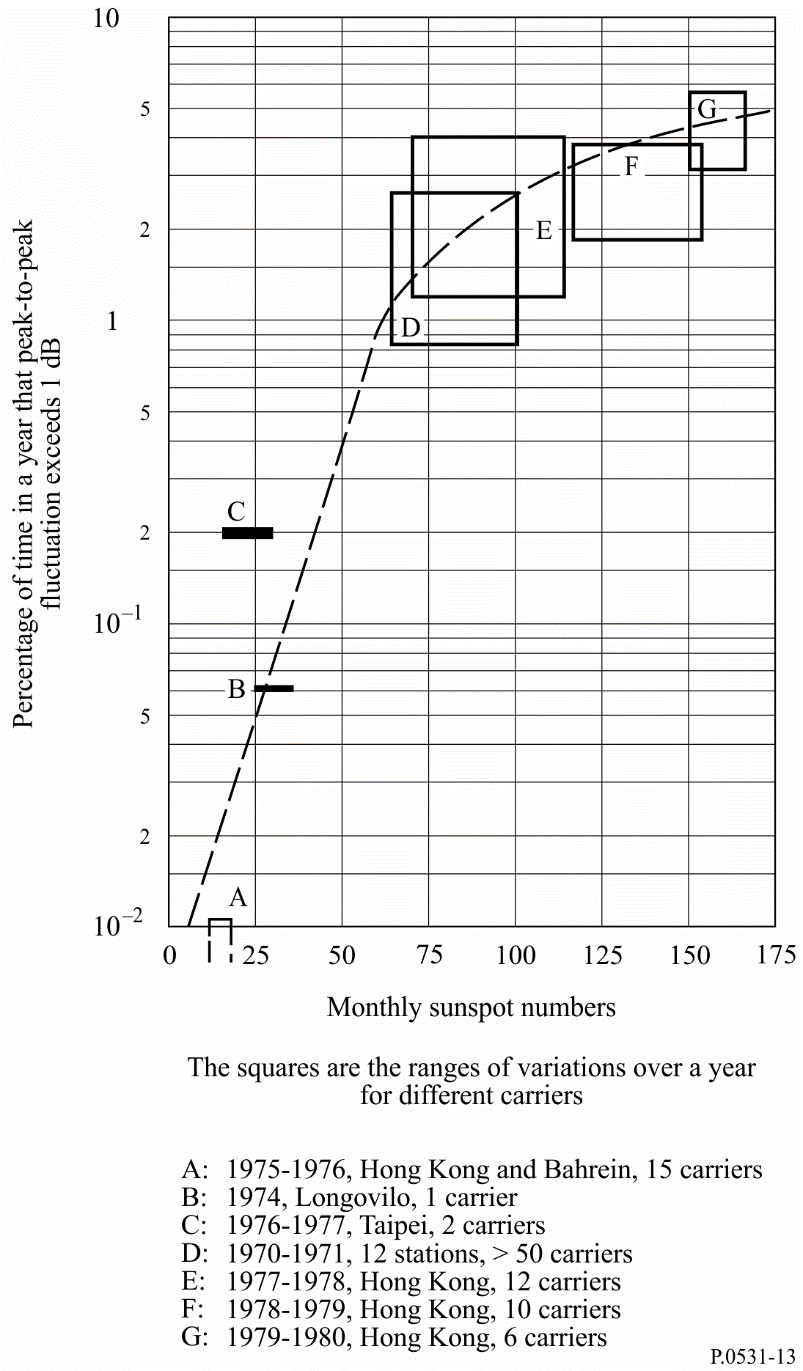 10
5
2
1
5
2
10⁻¹
5
2
10⁻²
Percentage of time in a year that peak-to-peak
fluctuation exceeds 1 dB
G
F
E
D
C
B
A
0 25 50 75 100 125 150 175
Monthly sunspot numbers
The squares are the ranges of variations over a year
for different carriers
A: 1975-1976, Hong Kong and Bahrein, 15 carriers
B: 1974, Longovilo, 1 carrier
C: 1976-1977, Taipei, 2 carriers
D: 1970-1971, 12 stations, > 50 carriers
E: 1977-1978, Hong Kong, 12 carriers
F: 1978-1979, Hong Kong, 10 carriers
G: 1979-1980, Hong Kong, 6 carriers
P.0531-13